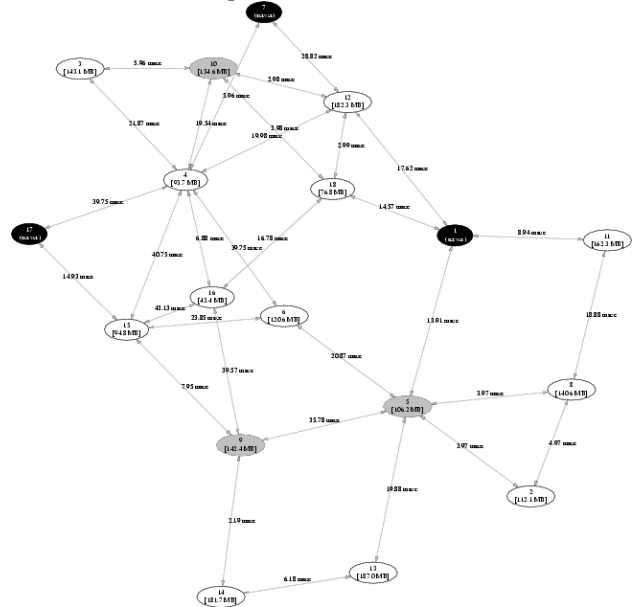 7
28.82 msec
3
[143.1 MB]
5.96 msec
10
[154.6 MB]
2.98 msec
5.96 msec
12
[182.3 MB]
21.87 msec
19.54 msec
3.98 msec
19.98 msec
2.99 msec
17.62 msec
4
[93.7 MB]
18
[76.8 MB]
39.75 msec
14.57 msec
17
1
8.94 msec
11
[162.3 MB]
6.88 msec
16.78 msec
39.75 msec
40.75 msec
14.93 msec
16
[43.4 MB]
43.13 msec
23.85 msec
6
[120.6 MB]
15
[94.8 MB]
13.91 msec
18.88 msec
20.87 msec
39.57 msec
7.95 msec
5
[106.2 MB]
3.97 msec
8
[140.6 MB]
35.78 msec
9
[142.4 MB]
3.97 msec
4.97 msec
19.88 msec
2
[112.1 MB]
2.19 msec
13
[187.0 MB]
6.18 msec
14
[181.7 MB]